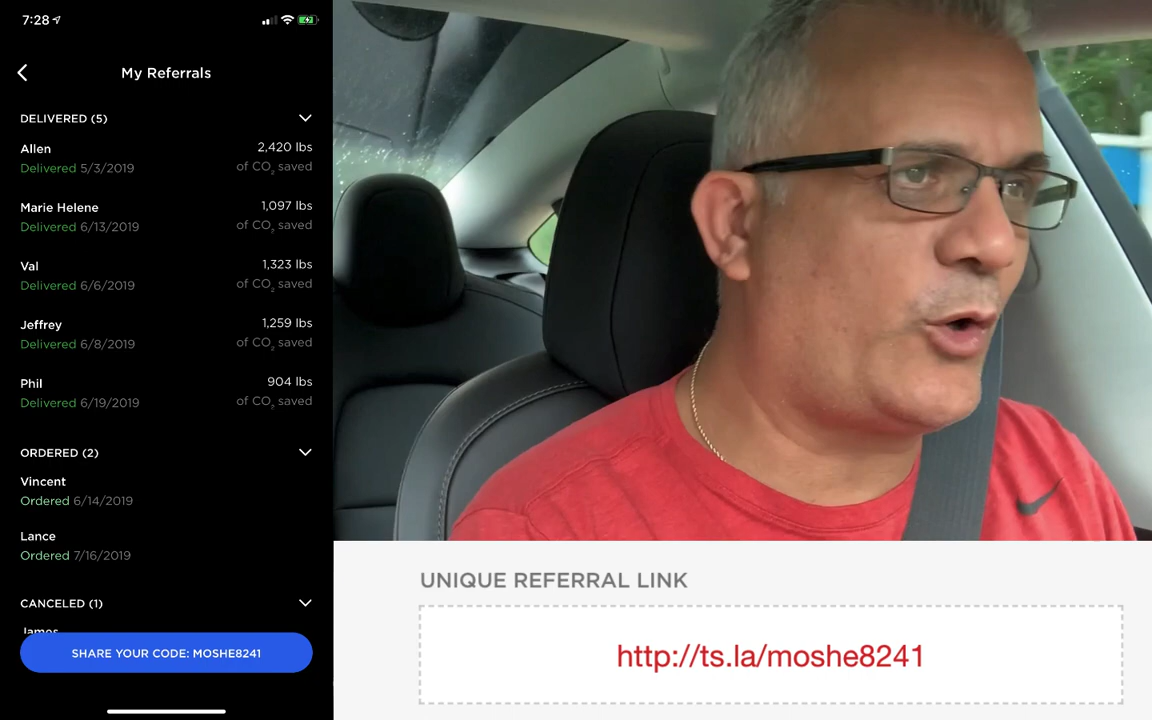 7:28
My Referrals
DELIVERED (5)
Allen
2,420 lbs
Delivered 5/3/2019
of CO₂ saved
Marie Helene
1,097 lbs
Delivered 6/13/2019
of CO₂ saved
Val
1,323 lbs
Delivered 6/6/2019
of CO₂ saved
Jeffrey
1,259 lbs
Delivered 6/8/2019
of CO₂ saved
Phil
904 lbs
Delivered 6/19/2019
of CO₂ saved
ORDERED (2)
Vincent
Ordered 6/14/2019
Lance
Ordered 7/16/2019
CANCELED (1)
James
SHARE YOUR CODE: MOSHE8241
UNIQUE REFERRAL LINK
http://ts.la/moshe8241